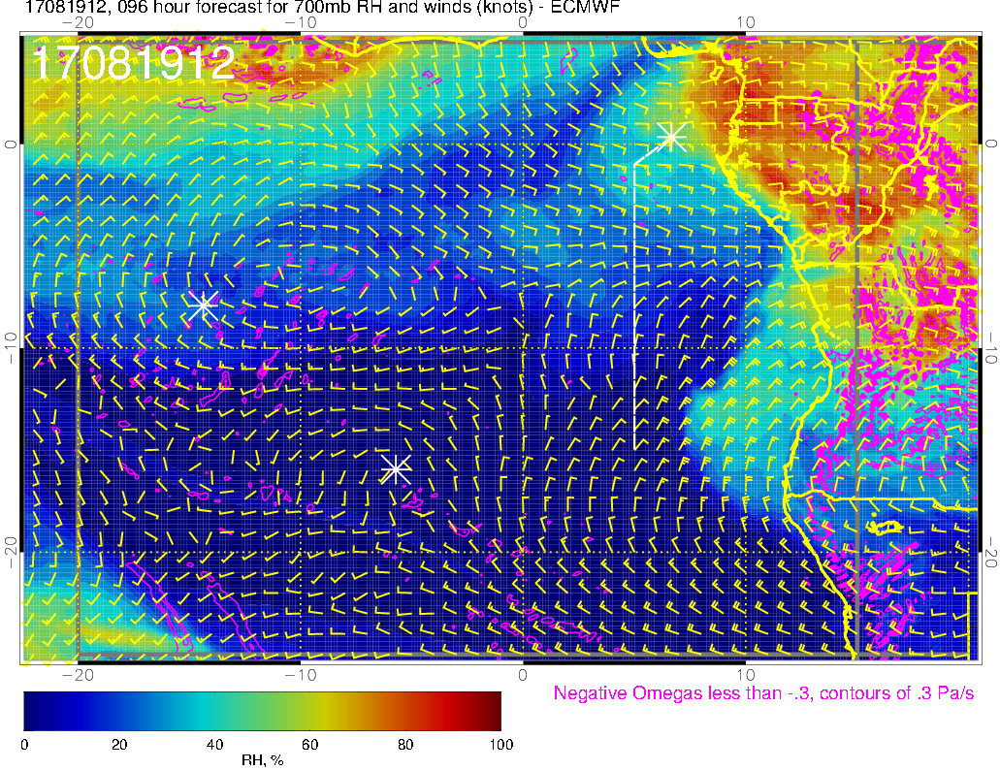 17081912, 096 hour forecast for 700mb RH and winds (knots) - ECMWF
−20 −10 0 10
17081912
0 0
−10 −10
−20 −20
−20 −10 0 10
Negative Omegas less than -.3, contours of .3 Pa/s
0 20 40 60 80 100
RH, %